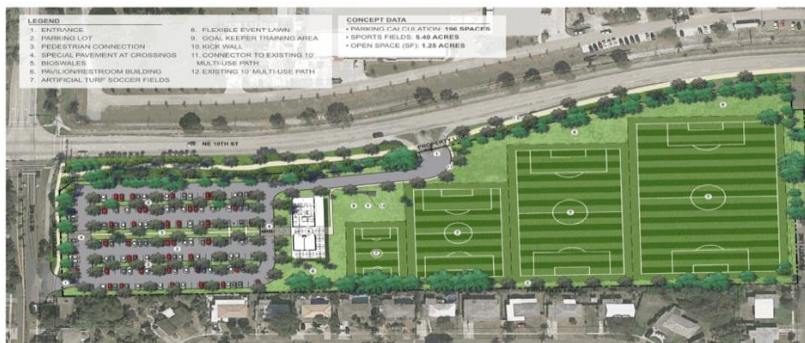 LEGEND
1. ENTRANCE
2. PARKING LOT
3. PEDESTRIAN CONNECTION
4. SPECIAL PAVEMENT AT CROSSINGS
5. BIOSWALES
6. PAVILION/RESTROOM BUILDING
7. ARTIFICIAL TURF SOCCER FIELDS
8. FLEXIBLE EVENT LAWN
9. GOAL KEEPER TRAINING AREA
10. KICK WALL
11. CONNECTOR TO EXISTING 10'
MULTI-USE PATH
12. EXISTING 10' MULTI-USE PATH
CONCEPT DATA
• PARKING CALCULATION: 196 SPACES
• SPORTS FIELDS: 5.40 ACRES
• OPEN SPACE (SF): 1.25 ACRES
NE 10TH ST